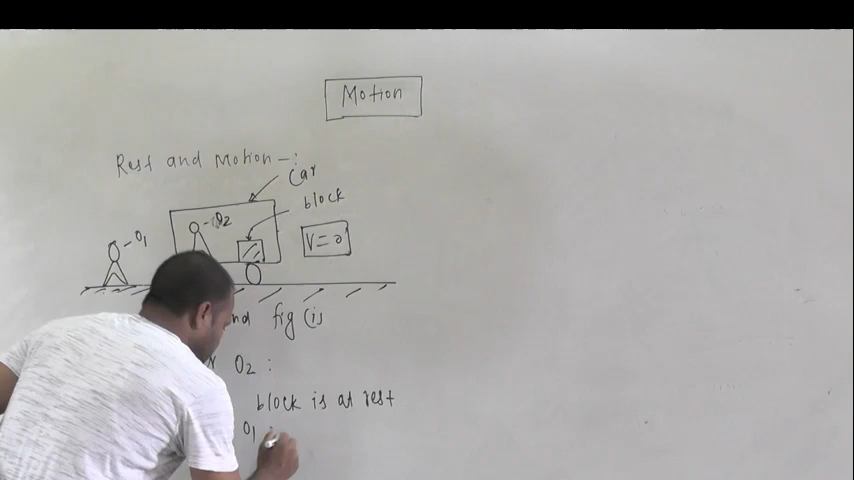 Motion
Rest and Motion -:
Car
block
O2
O1
V = 0
fig (i)
O2 :
block is at rest
O1 :